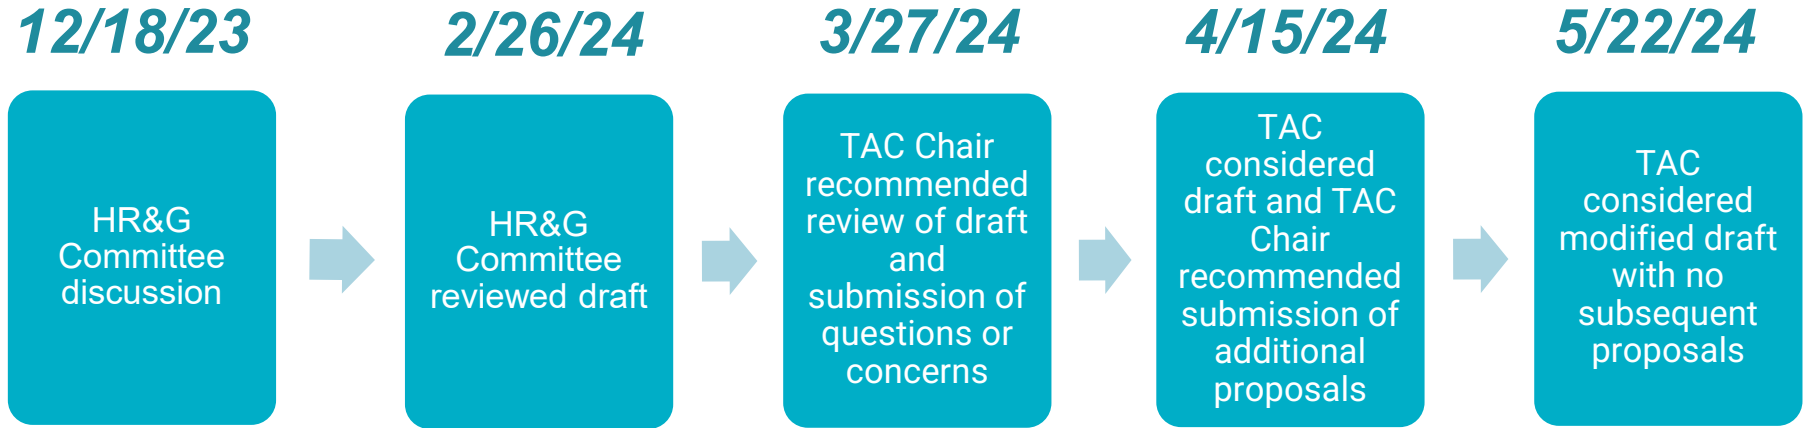 12/18/23
2/26/24
3/27/24
4/15/24
5/22/24
HR&G
Committee
discussion
HR&G
Committee
reviewed draft
TAC Chair
recommended
review of draft
and
submission of
questions or
concerns
TAC
considered
draft and TAC
Chair
recommended
submission of
additional
proposals
TAC
considered
modified draft
with no
subsequent
proposals